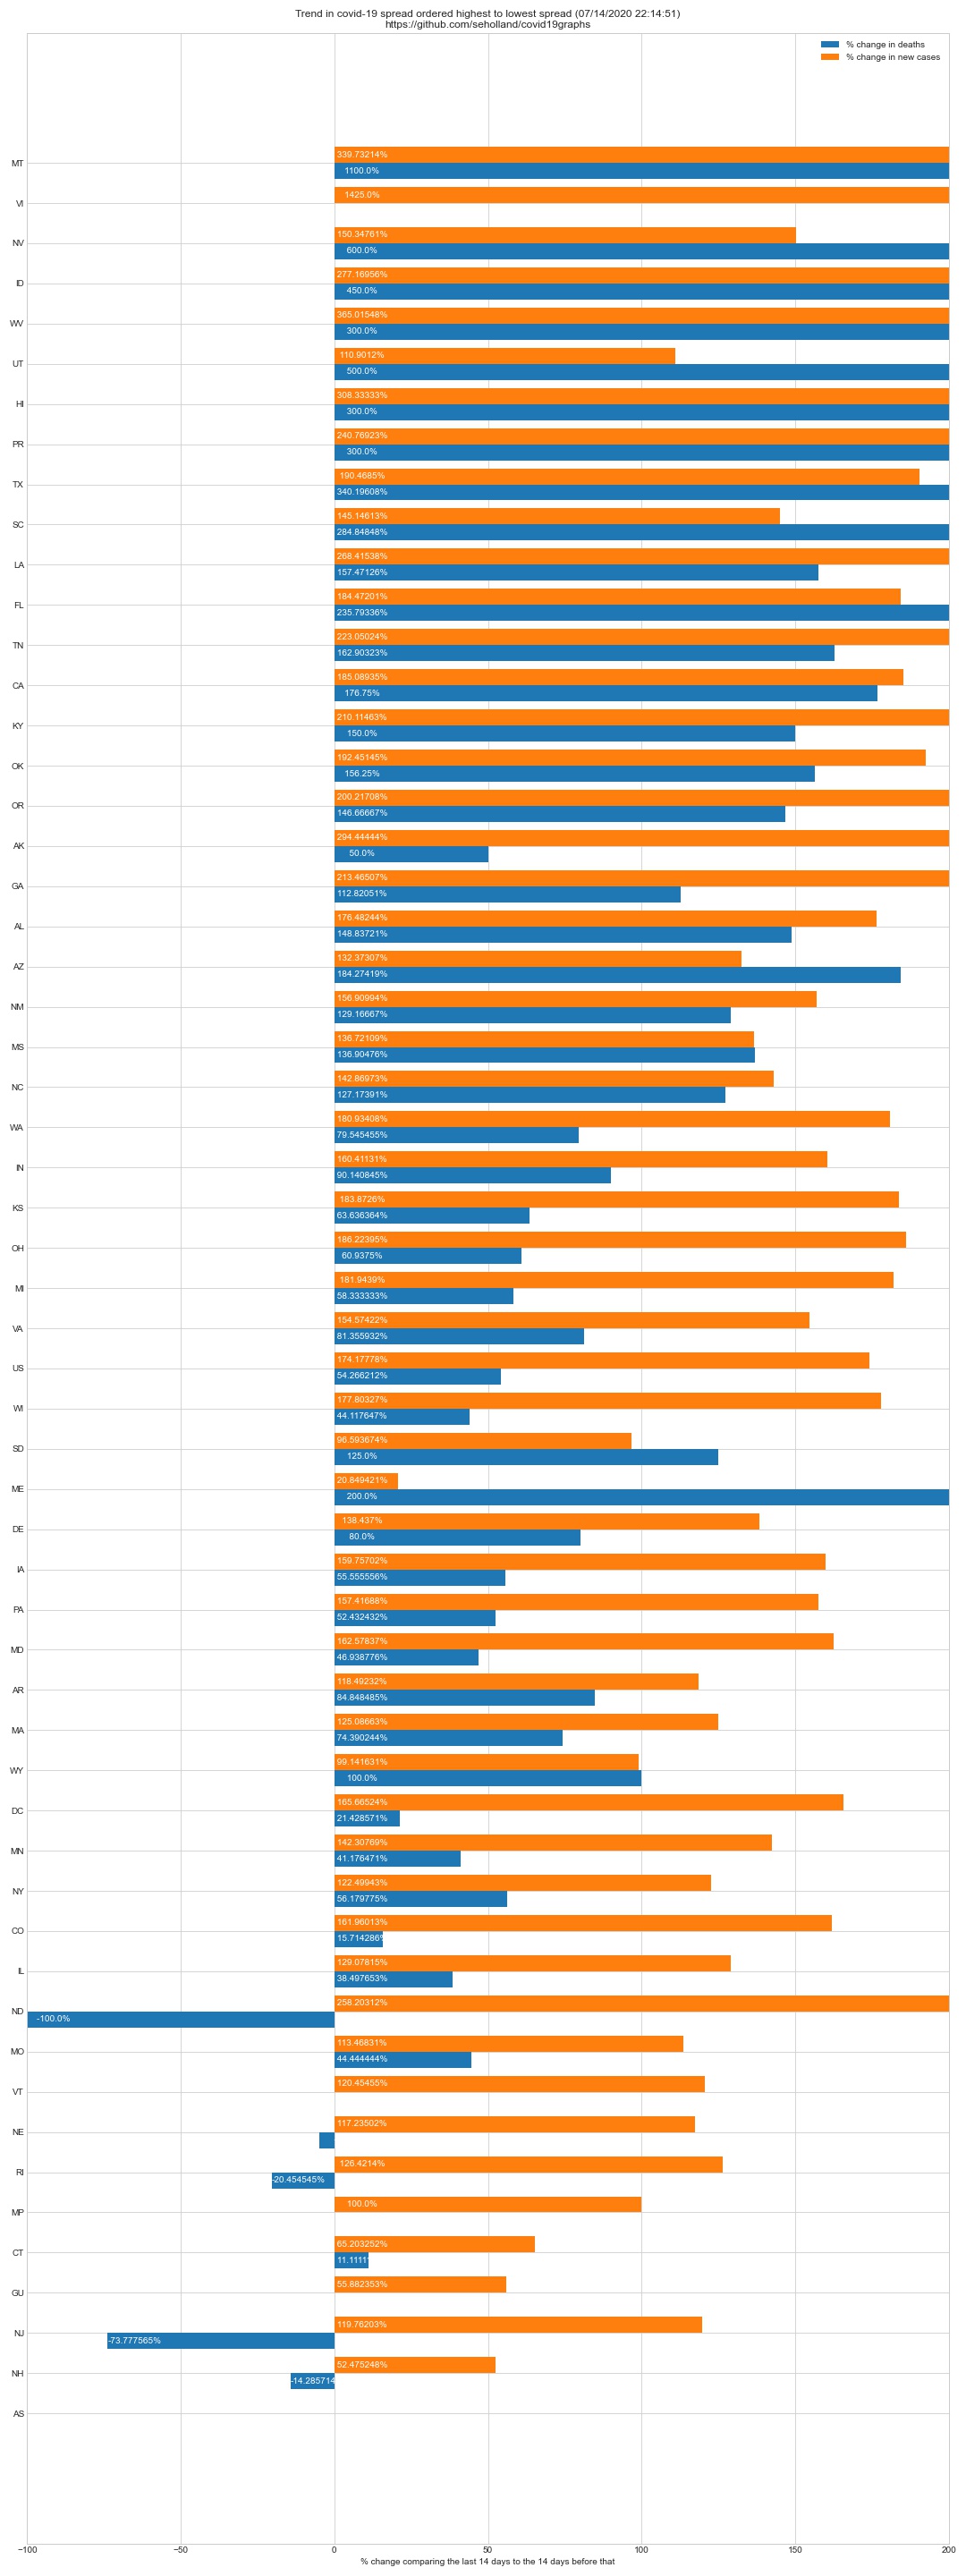 Trend in covid-19 spread ordered highest to lowest spread (07/14/2020 22:14:51)
https://github.com/seholland/covid19graphs
% change in deaths
% change in new cases
339.73214%
MT
1100.0%
1425.0%
VI
150.34761%
NV
600.0%
277.16956%
ID
450.0%
365.01548%
WV
300.0%
110.9012%
UT
500.0%
308.33333%
HI
300.0%
240.76923%
PR
300.0%
190.4685%
TX
340.19608%
145.14613%
SC
284.84848%
268.41538%
LA
157.47126%
184.47201%
FL
235.79336%
223.05024%
TN
162.90323%
185.08935%
CA
176.75%
210.11463%
KY
150.0%
192.45145%
OK
156.25%
200.21708%
OR
146.66667%
294.44444%
AK
50.0%
213.46507%
GA
112.82051%
176.48244%
AL
148.83721%
132.37307%
AZ
184.27419%
156.90994%
NM
129.16667%
136.72109%
MS
136.90476%
142.86973%
NC
127.17391%
180.93408%
WA
79.545455%
160.41131%
IN
90.140845%
183.8726%
KS
63.636364%
186.22395%
OH
60.9375%
181.9439%
MI
58.333333%
154.57422%
VA
81.355932%
174.17778%
US
54.266212%
177.80327%
WI
44.117647%
96.593674%
SD
125.0%
20.849421%
ME
200.0%
138.437%
DE
80.0%
159.75702%
IA
55.555556%
157.41688%
PA
52.432432%
162.57837%
MD
46.938776%
118.49232%
AR
84.848485%
125.08663%
MA
74.390244%
99.141631%
WY
100.0%
165.66524%
DC
21.428571%
142.30769%
MN
41.176471%
122.49943%
NY
56.179775%
161.96013%
CO
15.714286%
129.07815%
IL
38.497653%
258.20312%
ND
-100.0%
113.46831%
MO
44.444444%
120.45455%
VT
117.23502%
NE
126.4214%
RI
-20.454545%
100.0%
MP
65.203252%
CT
11.1111
55.882353%
GU
119.76203%
NJ
-73.777565%
52.475248%
NH
-14.285714
AS
−100 −50 0 50 100 150 200
% change comparing the last 14 days to the 14 days before that